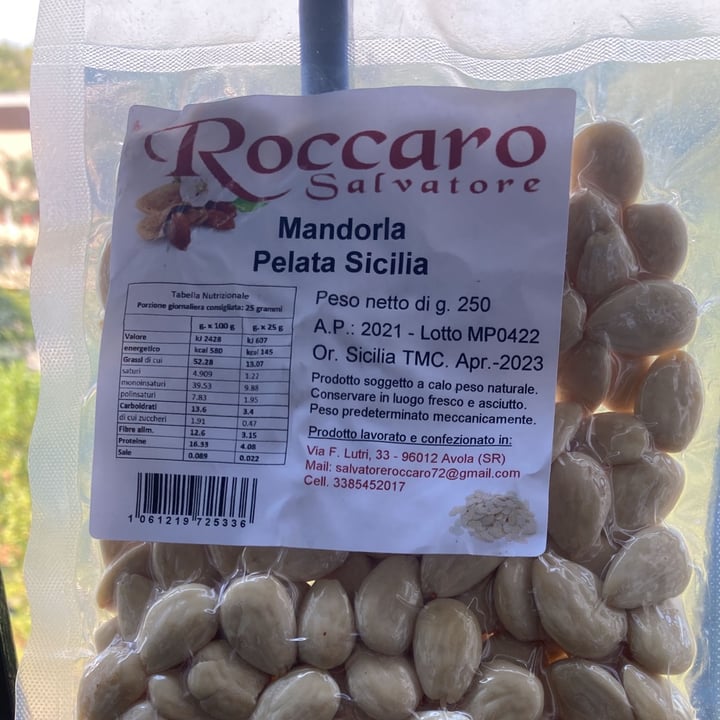 Roccaro
Salvatore
Mandorla
Pelata Sicilia
Tabella Nutrizionale
Porzione giornaliera consigliata: 25 grammi
g. x 100 g g. x 25 g
Valore kJ 2428 kJ 607
energetico kcal 580 kcal 145
Grassi di cui 52.28 13.07
saturi 4.909 1.22
monoinsaturi 39.53 9.88
polinsaturi 7.83 1.95
Carboidrati 13.6 3.4
di cui zuccheri 1.91 0.47
Fibre alim. 12.6 3.15
Proteine 16.33 4.08
Sale 0.089 0.022
1 061219 725336
Peso netto di g. 250
A.P.: 2021 - Lotto MP0422
Or. Sicilia TMC. Apr.-2023
Prodotto soggetto a calo peso naturale.
Conservare in luogo fresco e asciutto.
Peso predeterminato meccanicamente.
Prodotto lavorato e confezionato in:
Via F. Lutri, 33 - 96012 Avola (SR)
Mail: salvatoreroccaro72@gmail.com
Cell. 3385452017